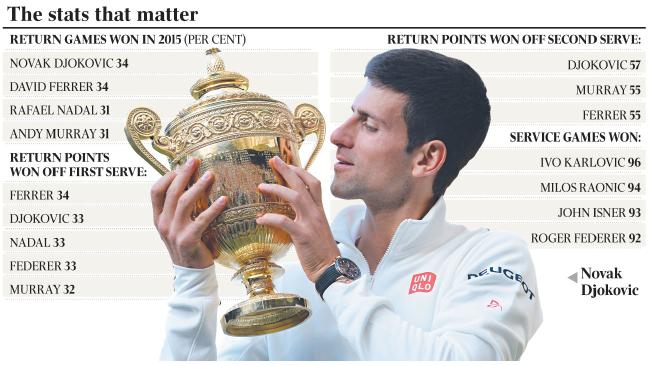 The stats that matter
RETURN GAMES WON IN 2015 (PER CENT)
NOVAK DJOKOVIC 34
DAVID FERRER 34
RAFAEL NADAL 31
ANDY MURRAY 31
RETURN POINTS
WON OFF FIRST SERVE:
FERRER 34
DJOKOVIC 33
NADAL 33
FEDERER 33
MURRAY 32
RETURN POINTS WON OFF SECOND SERVE:
DJOKOVIC 57
MURRAY 55
FERRER 55
SERVICE GAMES WON:
IVO KARLOVIC 96
MILOS RAONIC 94
JOHN ISNER 93
ROGER FEDERER 92
Novak
Djokovic
UNI
QLO
PEUGEOT